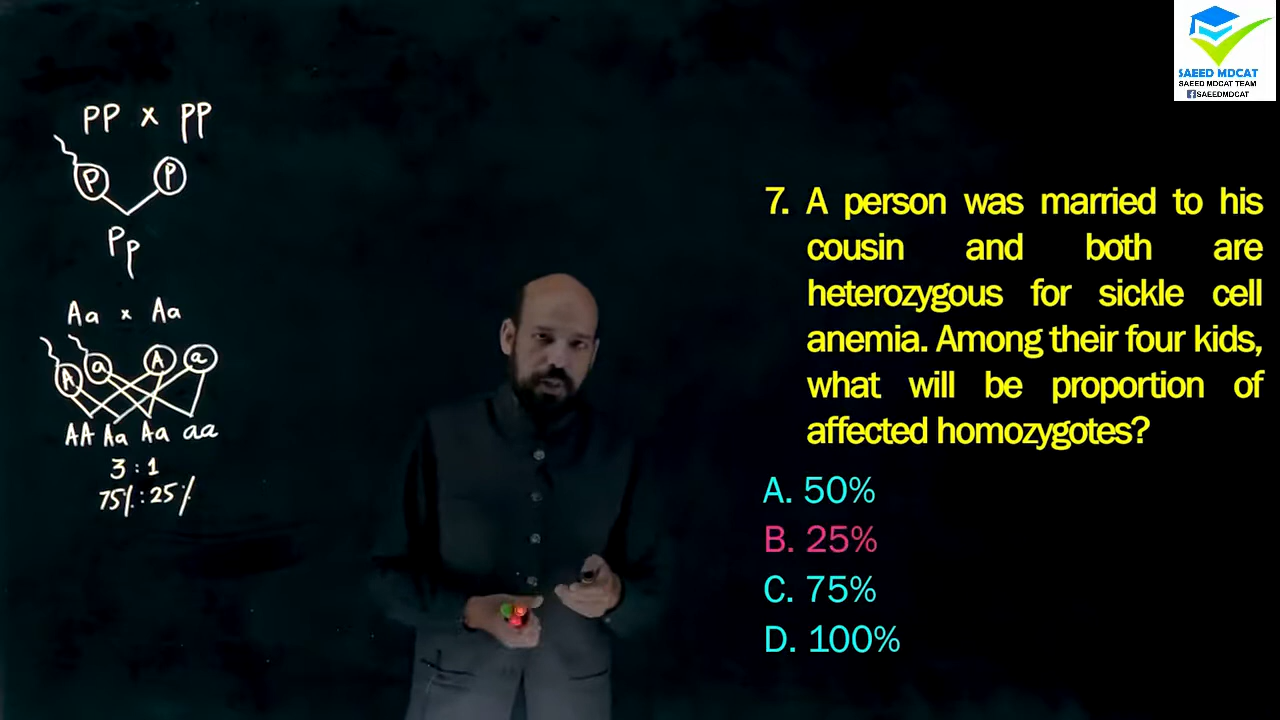 PP x pp
P P
Pp
Aa x Aa
A a A a
AA Aa Aa aa
3 : 1
75% : 25%
SAEED MDCAT
SAEED MDCAT TEAM
SAEEDMDCAT
7. A person was married to his
cousin and both are
heterozygous for sickle cell
anemia. Among their four kids,
what will be proportion of
affected homozygotes?
A. 50%
B. 25%
C. 75%
D. 100%